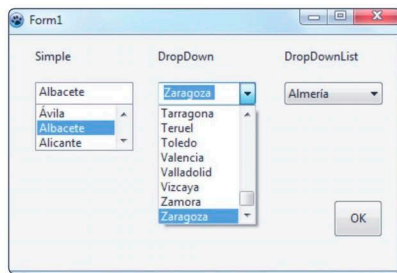 Form1
Simple DropDown DropDownList
Albacete Zaragoza Almería
Ávila
Albacete
Alicante
Tarragona
Teruel
Toledo
Valencia
Valladolid
Vizcaya
Zamora
Zaragoza
OK